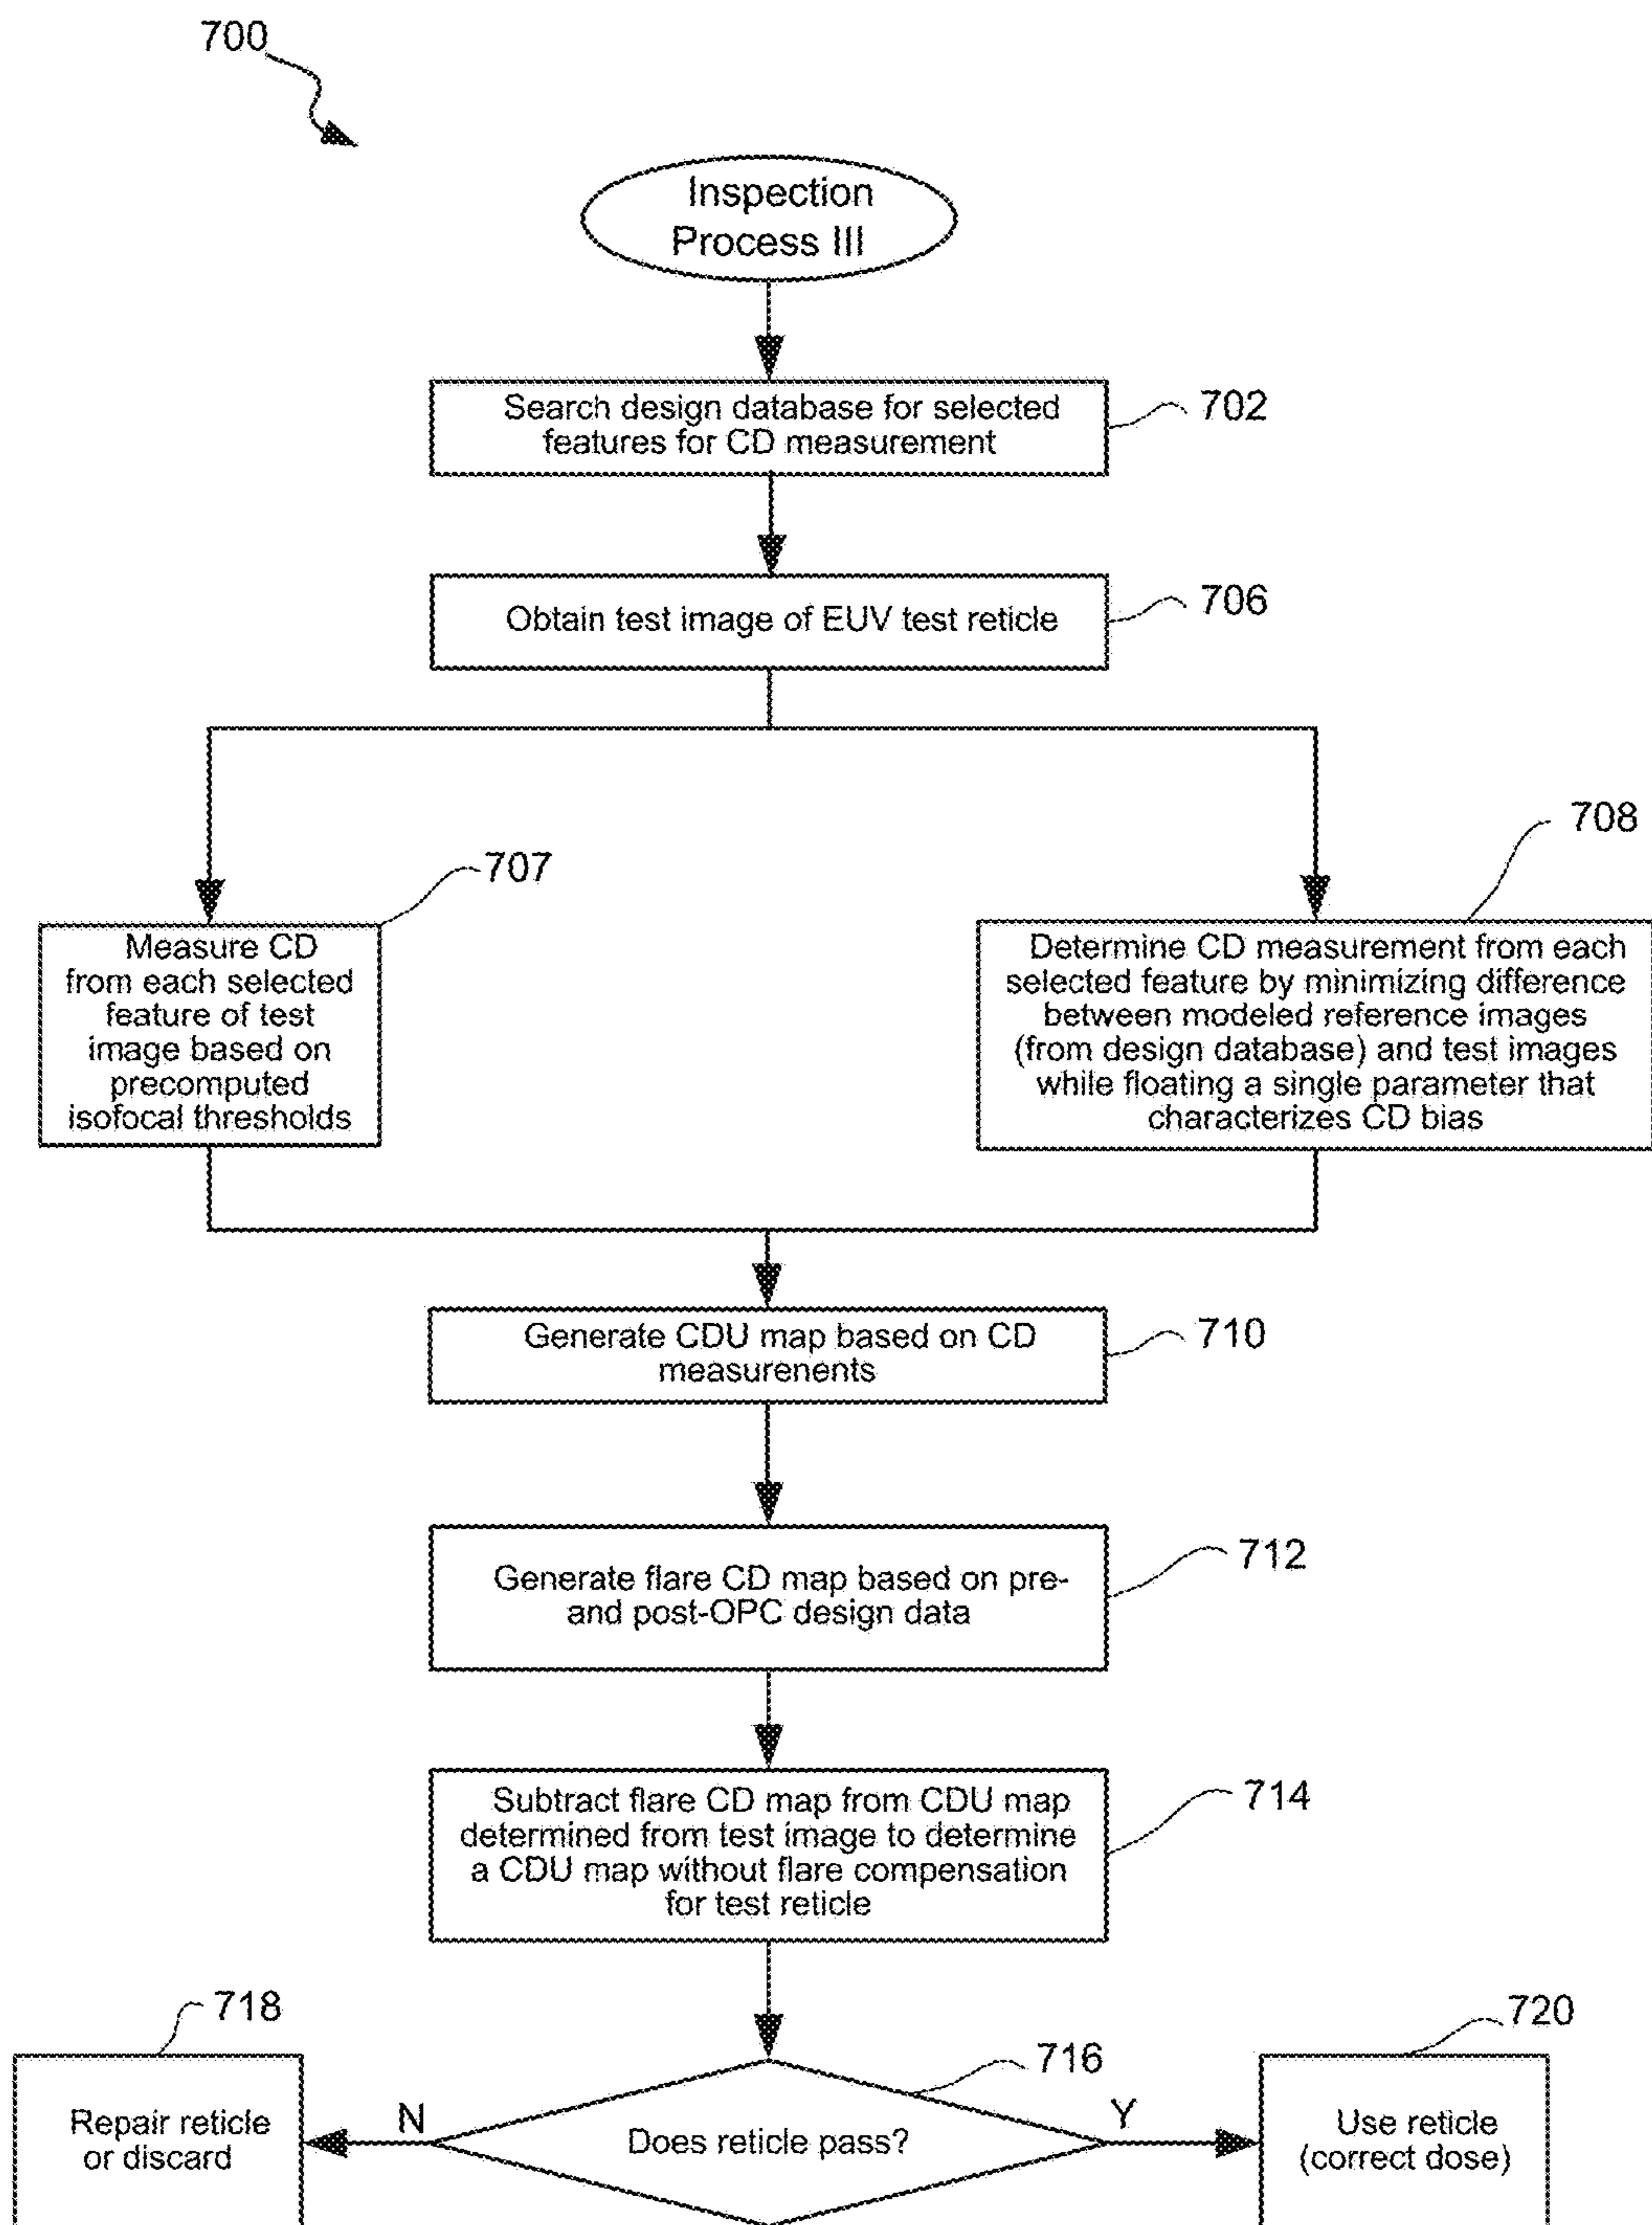 700
Inspection
Process III
Search design database for selected
features for CD measurement
702
Obtain test image of EUV test reticle
706
707
Measure CD
from each selected
feature of test
image based on
precomputed
isofocal thresholds
708
Determine CD measurement from each
selected feature by minimizing difference
between modeled reference images
(from design database) and test images
while floating a single parameter that
characterizes CD bias
Generate CDU map based on CD
measurenents
710
Generate flare CD map based on pre-
and post-OPC design data
712
Subtract flare CD map from CDU map
determined from test image to determine
a CDU map without flare compensation
for test reticle
714
718
Repair reticle
or discard
N
716
Does reticle pass?
Y
720
Use reticle
(correct dose)